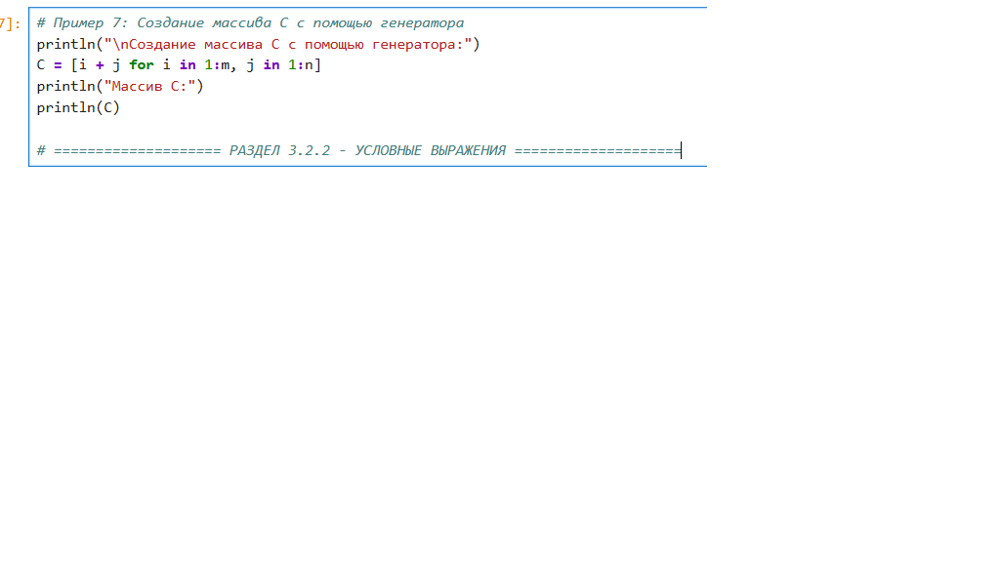 7]:
# Пример 7: Создание массива C с помощью генератора
println("\nСоздание массива C с помощью генератора:")
C = [i + j for i in 1:m, j in 1:n]
println("Массив C:")
println(C)
# ==================== РАЗДЕЛ 3.2.2 - УСЛОВНЫЕ ВЫРАЖЕНИЯ ====================